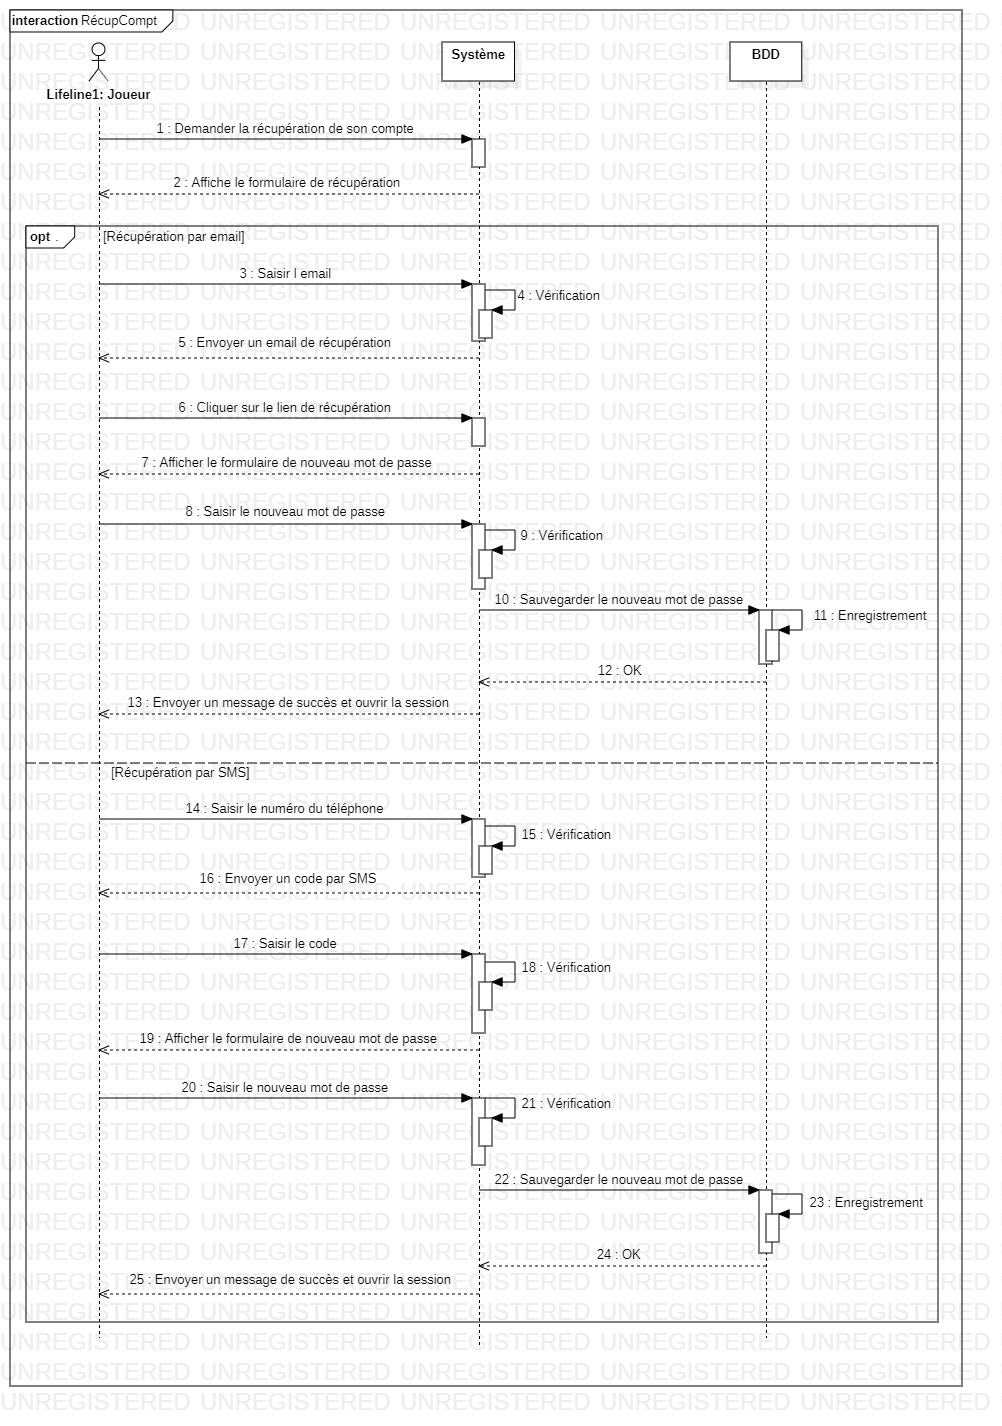 interaction RécupCompt
Système
BDD
Lifeline1: Joueur
1 : Demander la récupération de son compte
2 : Affiche le formulaire de récupération
opt .
[Récupération par email]
3 : Saisir l email
4 : Vérification
5 : Envoyer un email de récupération
6 : Cliquer sur le lien de récupération
7 : Afficher le formulaire de nouveau mot de passe
8 : Saisir le nouveau mot de passe
9 : Vérification
10 : Sauvegarder le nouveau mot de passe
11 : Enregistrement
12 : OK
13 : Envoyer un message de succès et ouvrir la session
[Récupération par SMS]
14 : Saisir le numéro du téléphone
15 : Vérification
16 : Envoyer un code par SMS
17 : Saisir le code
18 : Vérification
19 : Afficher le formulaire de nouveau mot de passe
20 : Saisir le nouveau mot de passe
21 : Vérification
22 : Sauvegarder le nouveau mot de passe
23 : Enregistrement
24 : OK
25 : Envoyer un message de succès et ouvrir la session
UNREGISTERED UNREGISTERED UNREGISTERED UNREGISTERED UNREGISTERED